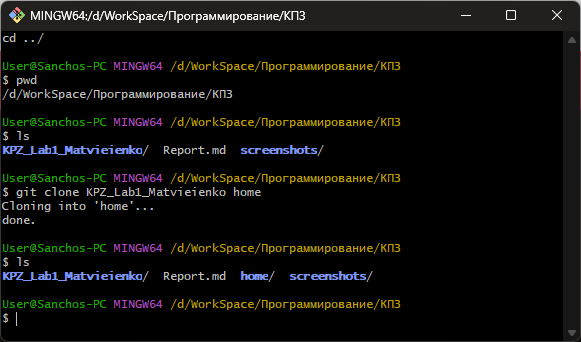 MINGW64:/d/WorkSpace/Программирование/КПЗ
cd ../
User@Sanchos-PC MINGW64 /d/WorkSpace/Программирование/КПЗ
$ pwd
/d/WorkSpace/Программирование/КПЗ
User@Sanchos-PC MINGW64 /d/WorkSpace/Программирование/КПЗ
$ ls
KPZ_Lab1_Matvieienko/  Report.md  screenshots/
User@Sanchos-PC MINGW64 /d/WorkSpace/Программирование/КПЗ
$ git clone KPZ_Lab1_Matvieienko home
Cloning into 'home'...
done.
User@Sanchos-PC MINGW64 /d/WorkSpace/Программирование/КПЗ
$ ls
KPZ_Lab1_Matvieienko/  Report.md  home/  screenshots/
User@Sanchos-PC MINGW64 /d/WorkSpace/Программирование/КПЗ
$